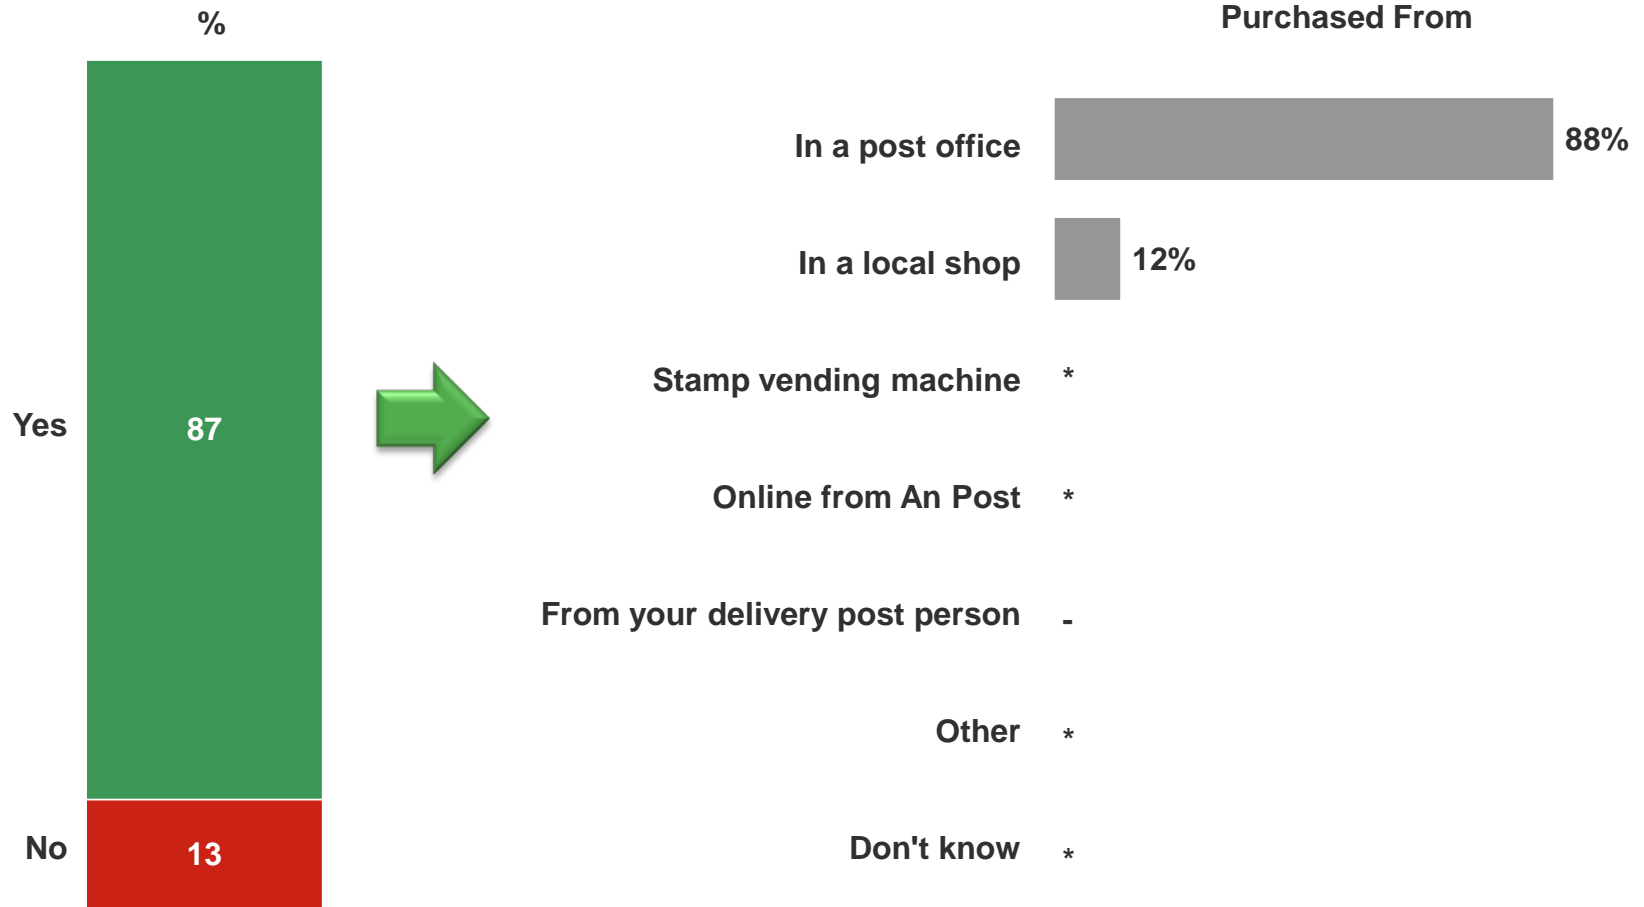 %
Yes
87
No
13
Purchased From
In a post office
88%
In a local shop
12%
Stamp vending machine
*
Online from An Post
*
From your delivery post person
-
Other
*
Don't know
*